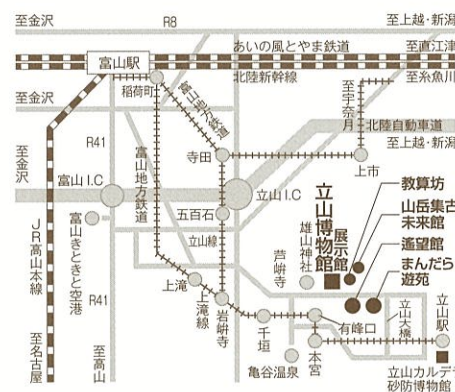 至金沢
R8
至上越・新潟
富山駅
あいの風とやま鉄道
至直江津
北陸新幹線
至糸魚川
稲荷町
至金沢
富山地方鉄道
至宇奈月
北陸自動車道
至上越・新潟
R41
至金沢
寺田
上市
富山I.C
富山地方鉄道
立山I.C
教算坊
五百石
立山博物館
展示館
山岳集古
未来館
JR高山本線
富山きときと空港
立山線
雄山神社
芦峅寺
遙望館
まんだら
遊苑
上滝
上滝線
R41
岩峅寺
立山大橋
立山駅
千垣
有峰口
至名古屋
至高山
亀谷温泉
本宮
立山カルデラ
砂防博物館